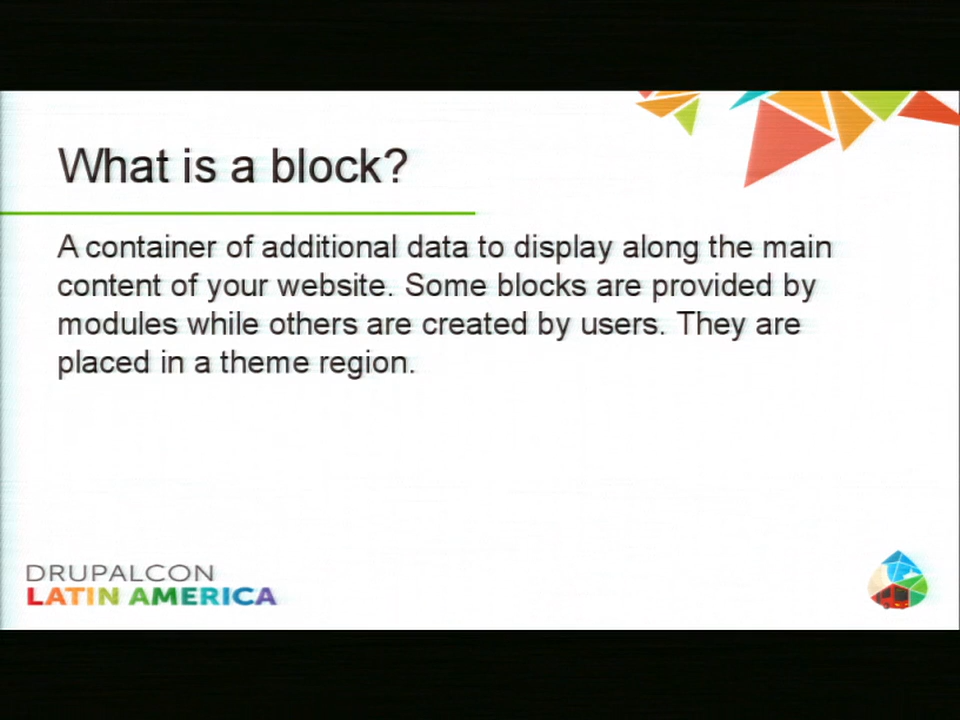 What is a block?
A container of additional data to display along the main
content of your website. Some blocks are provided by
modules while others are created by users. They are
placed in a theme region.
DRUPALCON
LATIN AMERICA